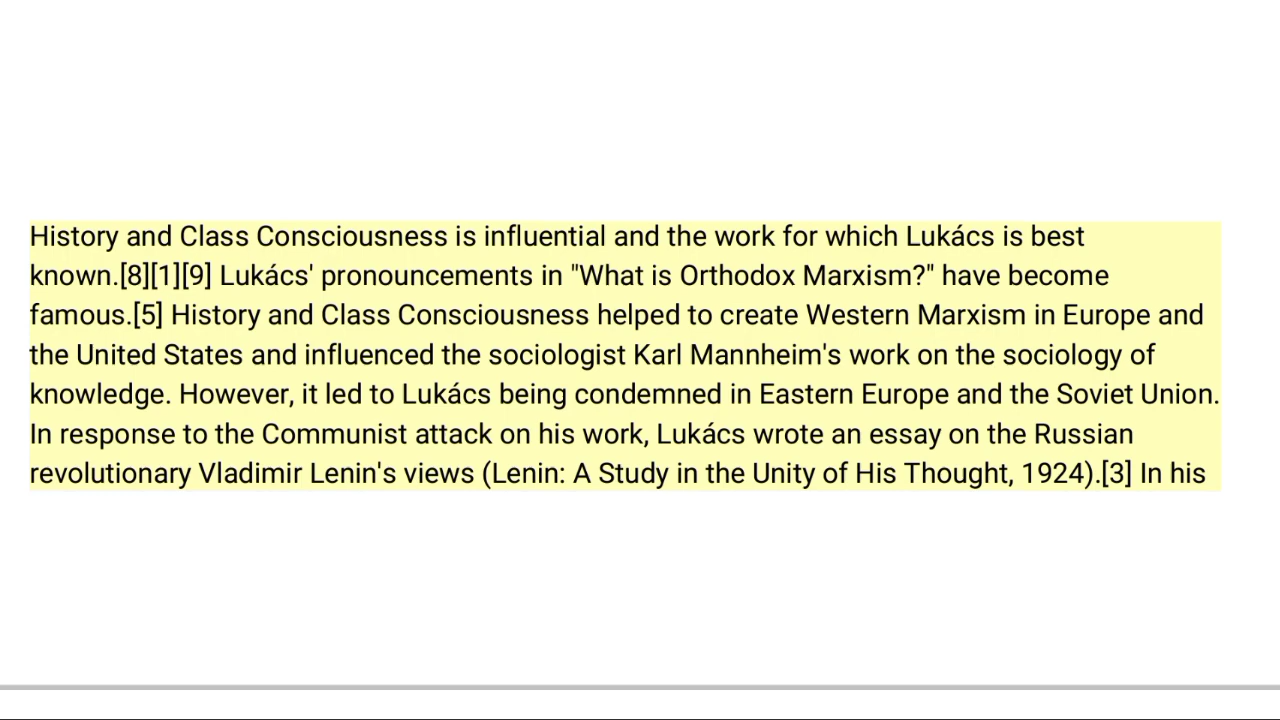 History and Class Consciousness is influential and the work for which Lukács is best
known.[8][1][9] Lukács' pronouncements in "What is Orthodox Marxism?" have become
famous.[5] History and Class Consciousness helped to create Western Marxism in Europe and
the United States and influenced the sociologist Karl Mannheim's work on the sociology of
knowledge. However, it led to Lukács being condemned in Eastern Europe and the Soviet Union.
In response to the Communist attack on his work, Lukács wrote an essay on the Russian
revolutionary Vladimir Lenin's views (Lenin: A Study in the Unity of His Thought, 1924).[3] In his